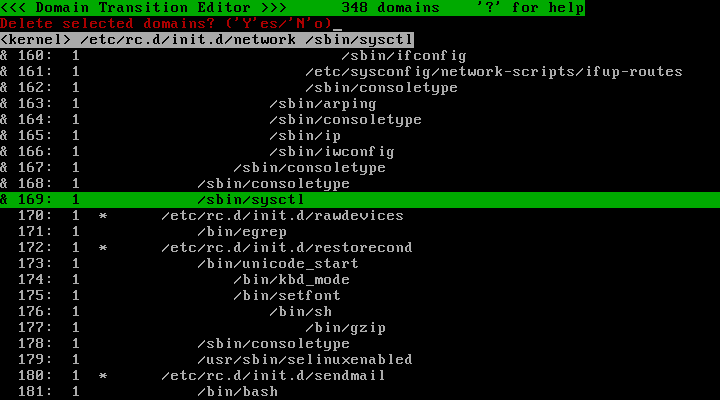 <<< Domain Transition Editor >>>      348 domains    '?' for help
Delete selected domains? ('Y'es/'N'o)_
<kernel> /etc/rc.d/init.d/network /sbin/sysctl
& 160:  1                             /sbin/ifconfig
& 161:  1                         /etc/sysconfig/network-scripts/ifup-routes
& 162:  1                         /sbin/consoletype
& 163:  1                     /sbin/arping
& 164:  1                     /sbin/consoletype
& 165:  1                     /sbin/ip
& 166:  1                     /sbin/iwconfig
& 167:  1                 /sbin/consoletype
& 168:  1             /sbin/consoletype
& 169:  1             /sbin/sysctl
  170:  1  *      /etc/rc.d/init.d/rawdevices
  171:  1             /bin/egrep
  172:  1  *      /etc/rc.d/init.d/restorecond
  173:  1             /bin/unicode_start
  174:  1                 /bin/kbd_mode
  175:  1                 /bin/setfont
  176:  1                     /bin/sh
  177:  1                         /bin/gzip
  178:  1             /sbin/consoletype
  179:  1             /usr/sbin/selinuxenabled
  180:  1  *      /etc/rc.d/init.d/sendmail
  181:  1             /bin/bash